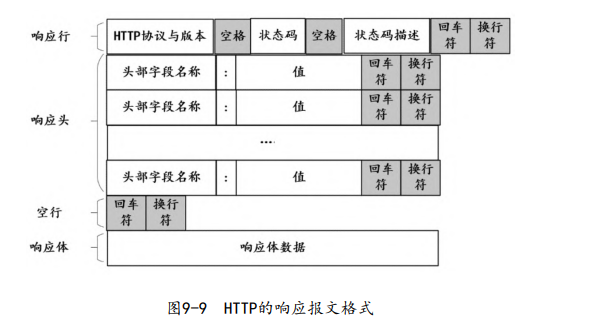 响应行 HTTP协议与版本 空格 状态码 空格 状态码描述 回车符 换行符
头部字段名称 : 值 回车符 换行符
响应头 头部字段名称 : 值 回车符 换行符
....
头部字段名称 : 值 回车符 换行符
空行 回车符 换行符
响应体 响应体数据
图9-9 HTTP的响应报文格式